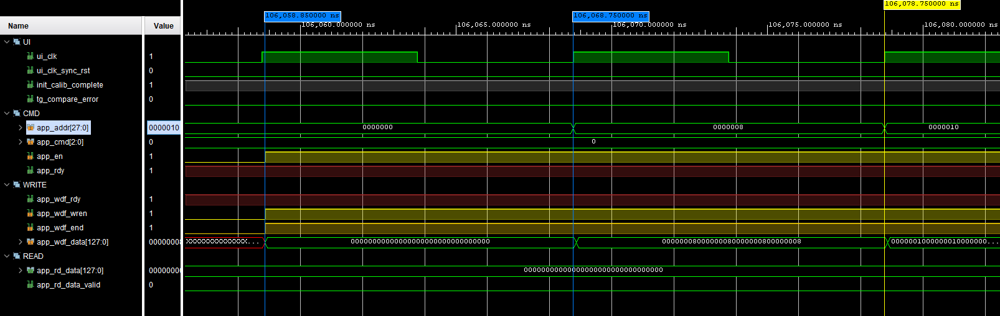 106,078.750000 ns
106,058.850000 ns
106,068.750000 ns
Name
Value
106,060.000000 ns
106,065.000000 ns
106,070.000000 ns
106,075.000000 ns
106,080.000000 ns
UI
ui_clk
1
ui_clk_sync_rst
0
init_calib_complete
1
tg_compare_error
0
CMD
app_addr[27:0]
0000010
0000000
0000008
0000010
app_cmd[2:0]
0
0
app_en
1
app_rdy
1
WRITE
app_wdf_rdy
1
app_wdf_wren
1
app_wdf_end
1
app_wdf_data[127:0]
00000008
XXXXXXXXXXXXXX...
00000000000000000000000000000000
00000008000000080000000800000008
0000001000000010000000...
READ
app_rd_data[127:0]
00000000
00000000000000000000000000000000
app_rd_data_valid
0